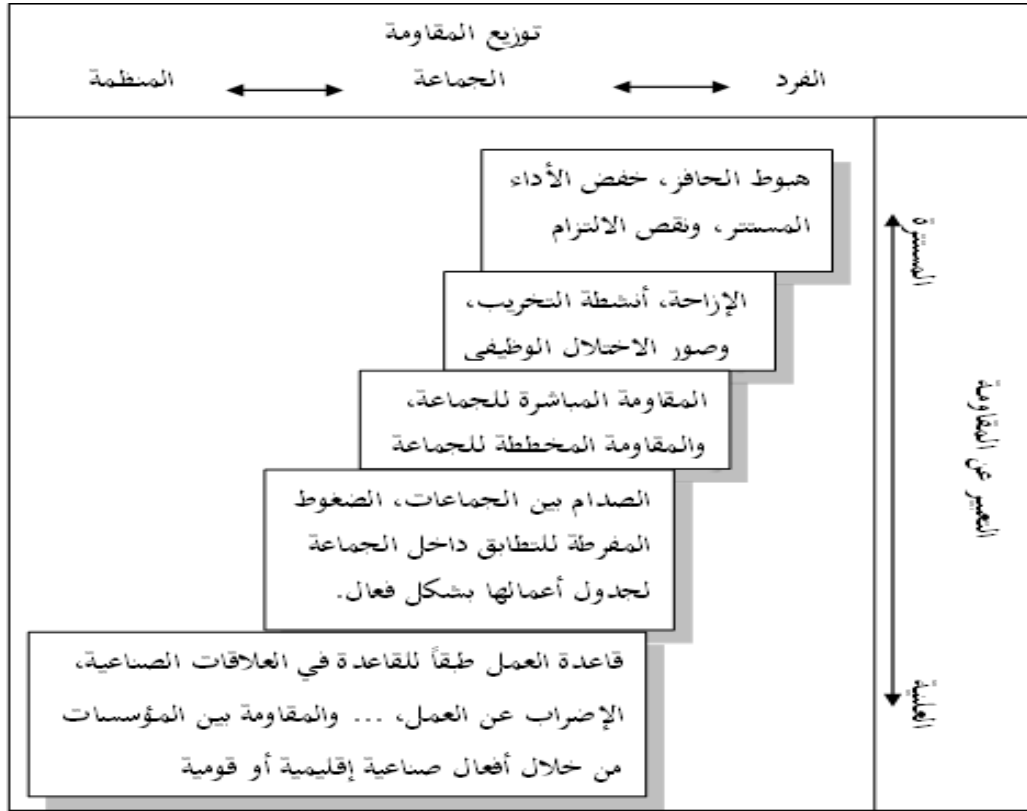 توزيع المقاومة
الفرد
الجماعة
المنظمة
هبوط الحافز، خفض الأداء
المستتر، ونقص الالتزام
الإزاحة، أنشطة التخريب،
وصور الاختلال الوظيفي
المقاومة المباشرة للجماعة،
والمقاومة المخططة للجماعة
الصدام بين الجماعات، الضغوط
المفرطة للتطابق داخل الجماعة
لجدول أعمالها بشكل فعال.
قاعدة العمل طبقاً للقاعدة في العلاقات الصناعية،
الإضراب عن العمل، ... والمقاومة بين المؤسسات
من خلال أفعال صناعية إقليمية أو قومية
المستترة
التعبير عن المقاومة
العلنية